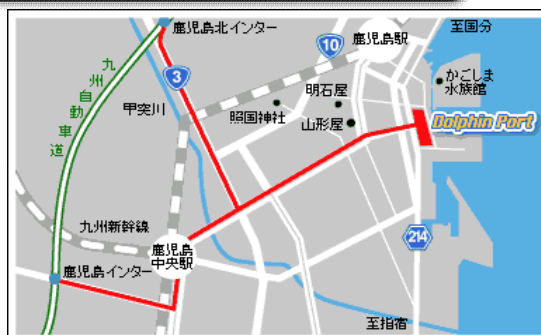 鹿児島北インター
10
鹿児島駅
至国分
3
九州自動車道
甲突川
照国神社
明石屋
山形屋
かごしま
水族館
Dolphin Port
九州新幹線
鹿児島
中央駅
214
鹿児島インター
至指宿